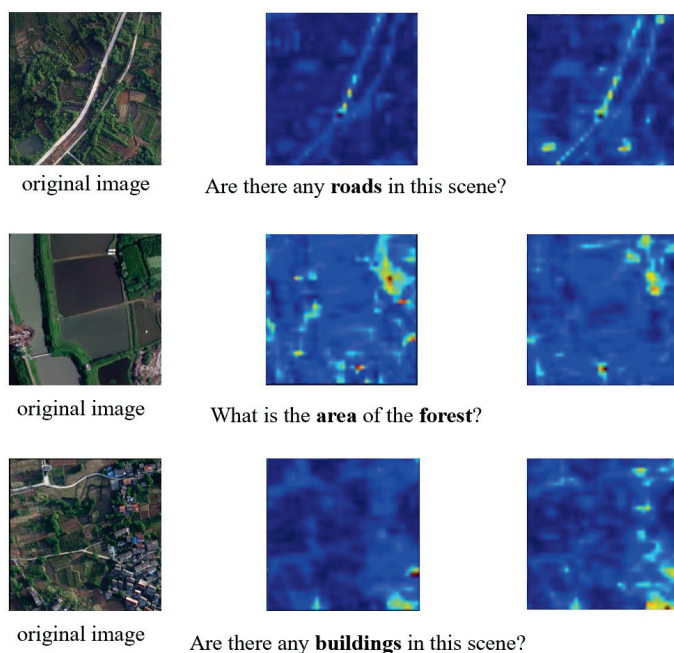 original image
Are there any roads in this scene?
original image
What is the area of the forest?
original image
Are there any buildings in this scene?